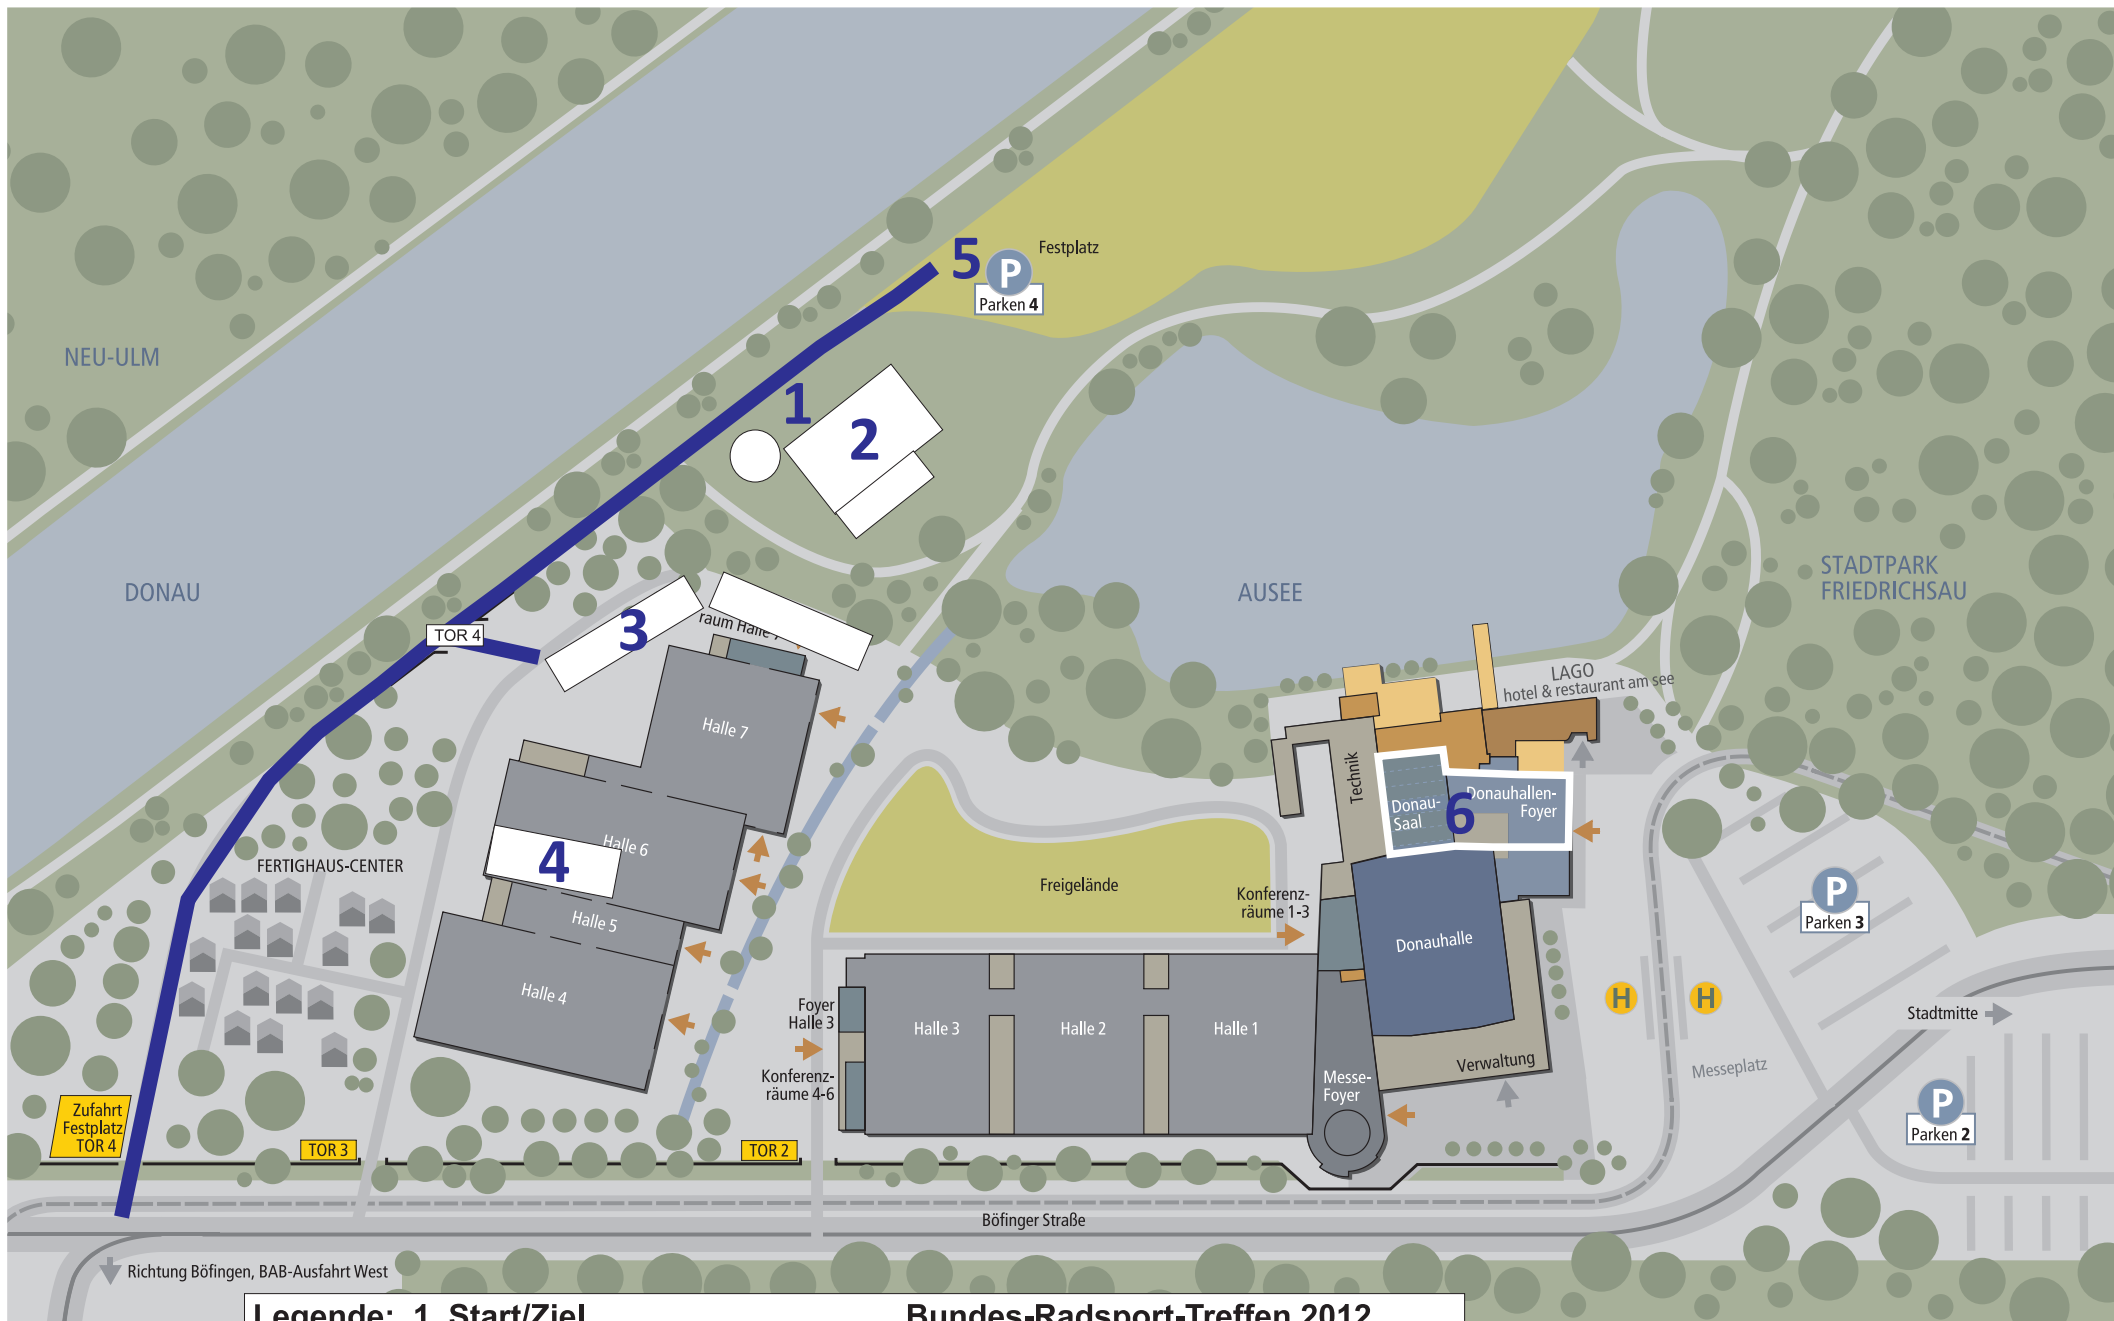 5
Festplatz
P
Parken 4
NEU-ULM
1
2
DONAU
AUSEE
STADTPARK
FRIEDRICHSAU
TOR 4
3
raum Halle
LAGO
hotel & restaurant am see
Halle 7
Technik
Donau-
Saal
6
Donauhallen-
Foyer
Halle 6
4
FERTIGHAUS-CENTER
Freigelände
Konferenz-
räume 1-3
P
Parken 3
Halle 5
Donauhalle
Halle 4
Foyer
Halle 3
Halle 3
Halle 2
Halle 1
H
H
Stadtmitte
Konferenz-
räume 4-6
Messe-
Foyer
Verwaltung
Messeplatz
P
Parken 2
Zufahrt
Festplatz
TOR 4
TOR 3
TOR 2
Böfinger Straße
Richtung Böfingen, BAB-Ausfahrt West
Legende: 1 Start/Ziel
Bundes-Radsport-Treffen 2012